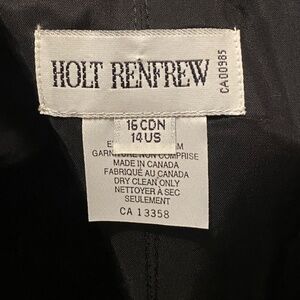 HOLT RENFREW
CA00985
16 CDN
14 US
GARNITURE NON COMPRISE
MADE IN CANADA
FABRIQUÉ AU CANADA
DRY CLEAN ONLY
NETTOYER À SEC
SEULEMENT
CA 13358